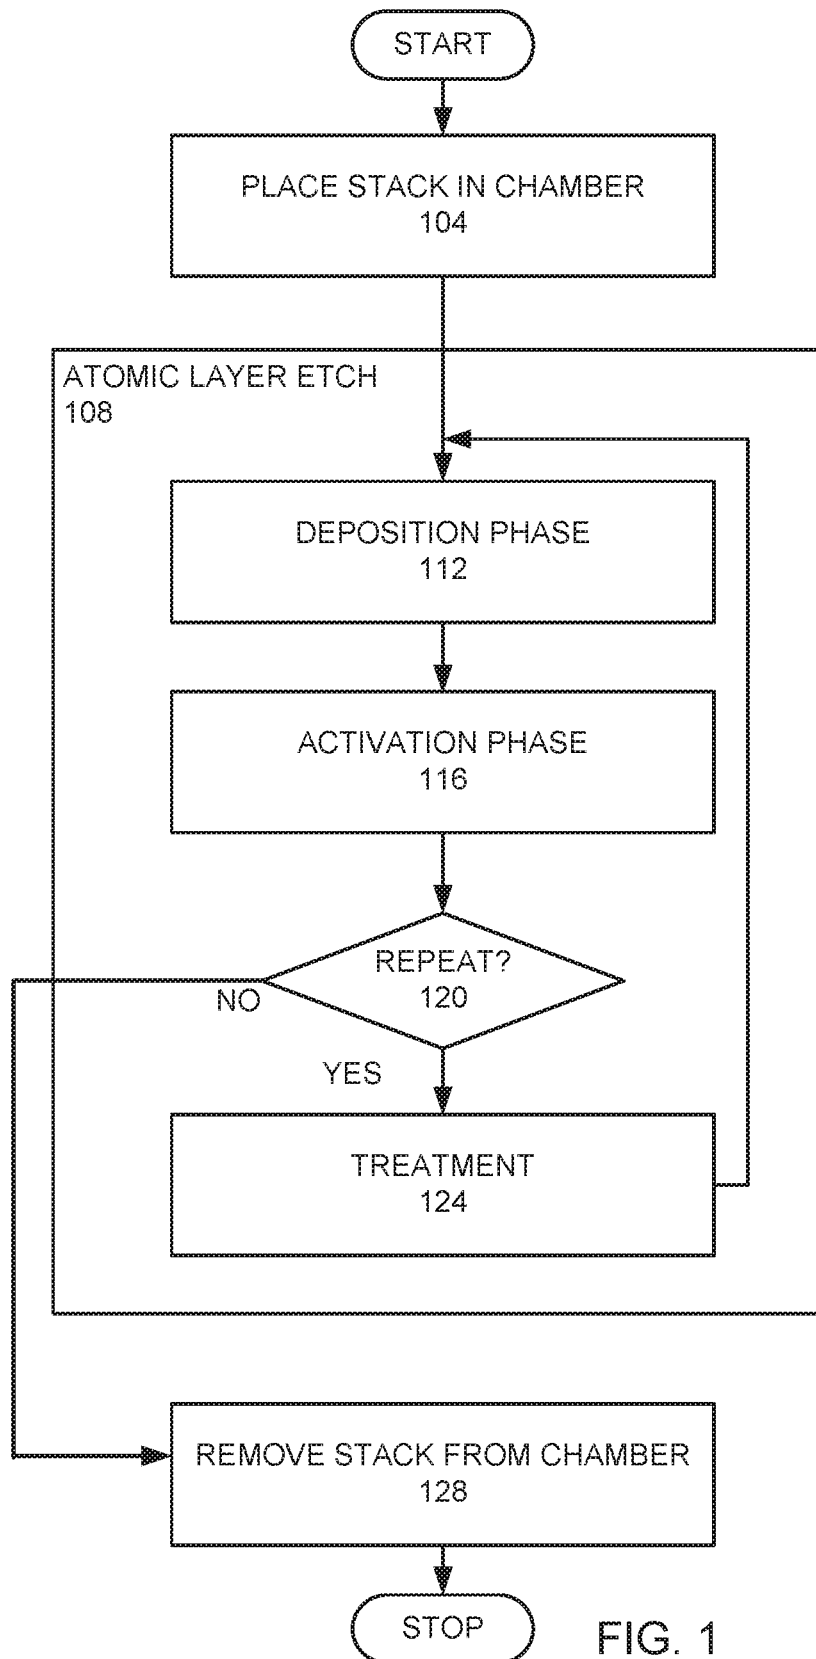 START
PLACE STACK IN CHAMBER
104
ATOMIC LAYER ETCH
108
DEPOSITION PHASE
112
ACTIVATION PHASE
116
REPEAT?
120
NO
YES
TREATMENT
124
REMOVE STACK FROM CHAMBER
128
STOP
FIG. 1